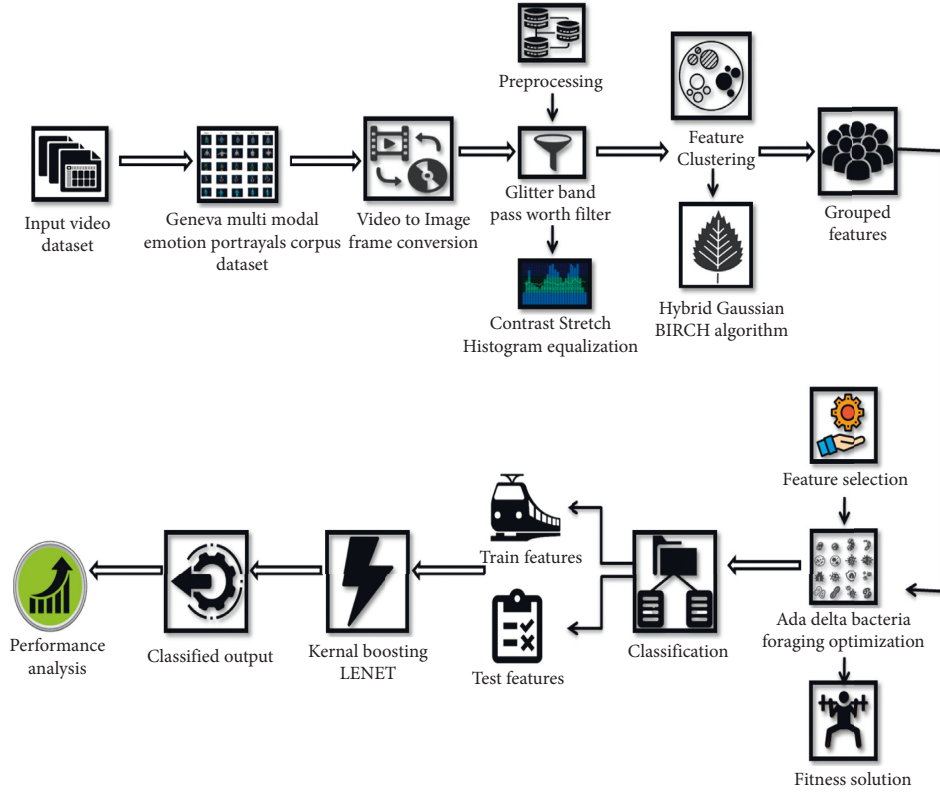 Preprocessing
Input video
dataset
Geneva multi modal
emotion portrayals corpus
dataset
Video to Image
frame conversion
Glitter band
pass worth filter
Contrast Stretch
Histogram equalization
Feature
Clustering
Hybrid Gaussian
BIRCH algorithm
Grouped
features
Feature selection
Ada delta bacteria
foraging optimization
Fitness solution
Classification
Train features
Test features
Kernal boosting
LENET
Classified output
Performance
analysis